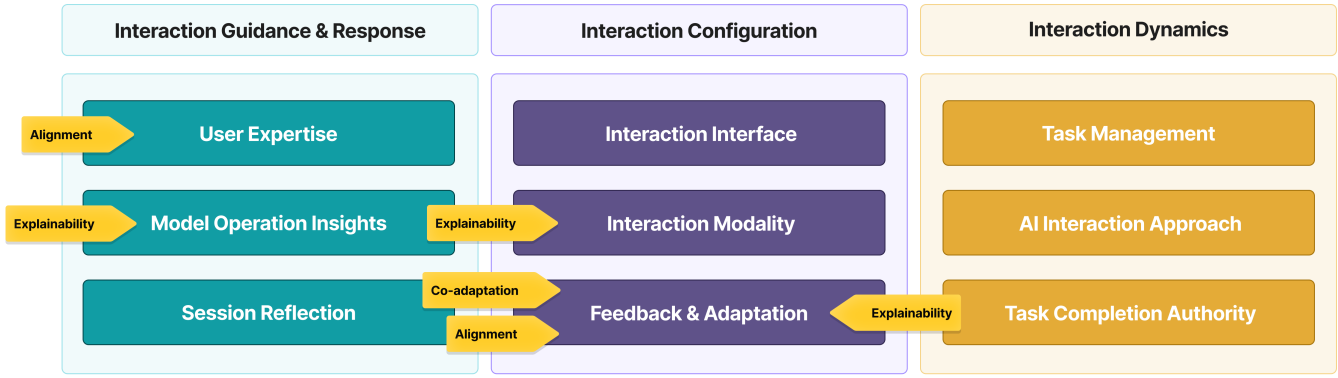 Interaction Guidance & Response
Interaction Configuration
Interaction Dynamics
Alignment
User Expertise
Interaction Interface
Task Management
Explainability
Model Operation Insights
Explainability
Interaction Modality
AI Interaction Approach
Session Reflection
Co-adaptation
Alignment
Feedback & Adaptation
Explainability
Task Completion Authority